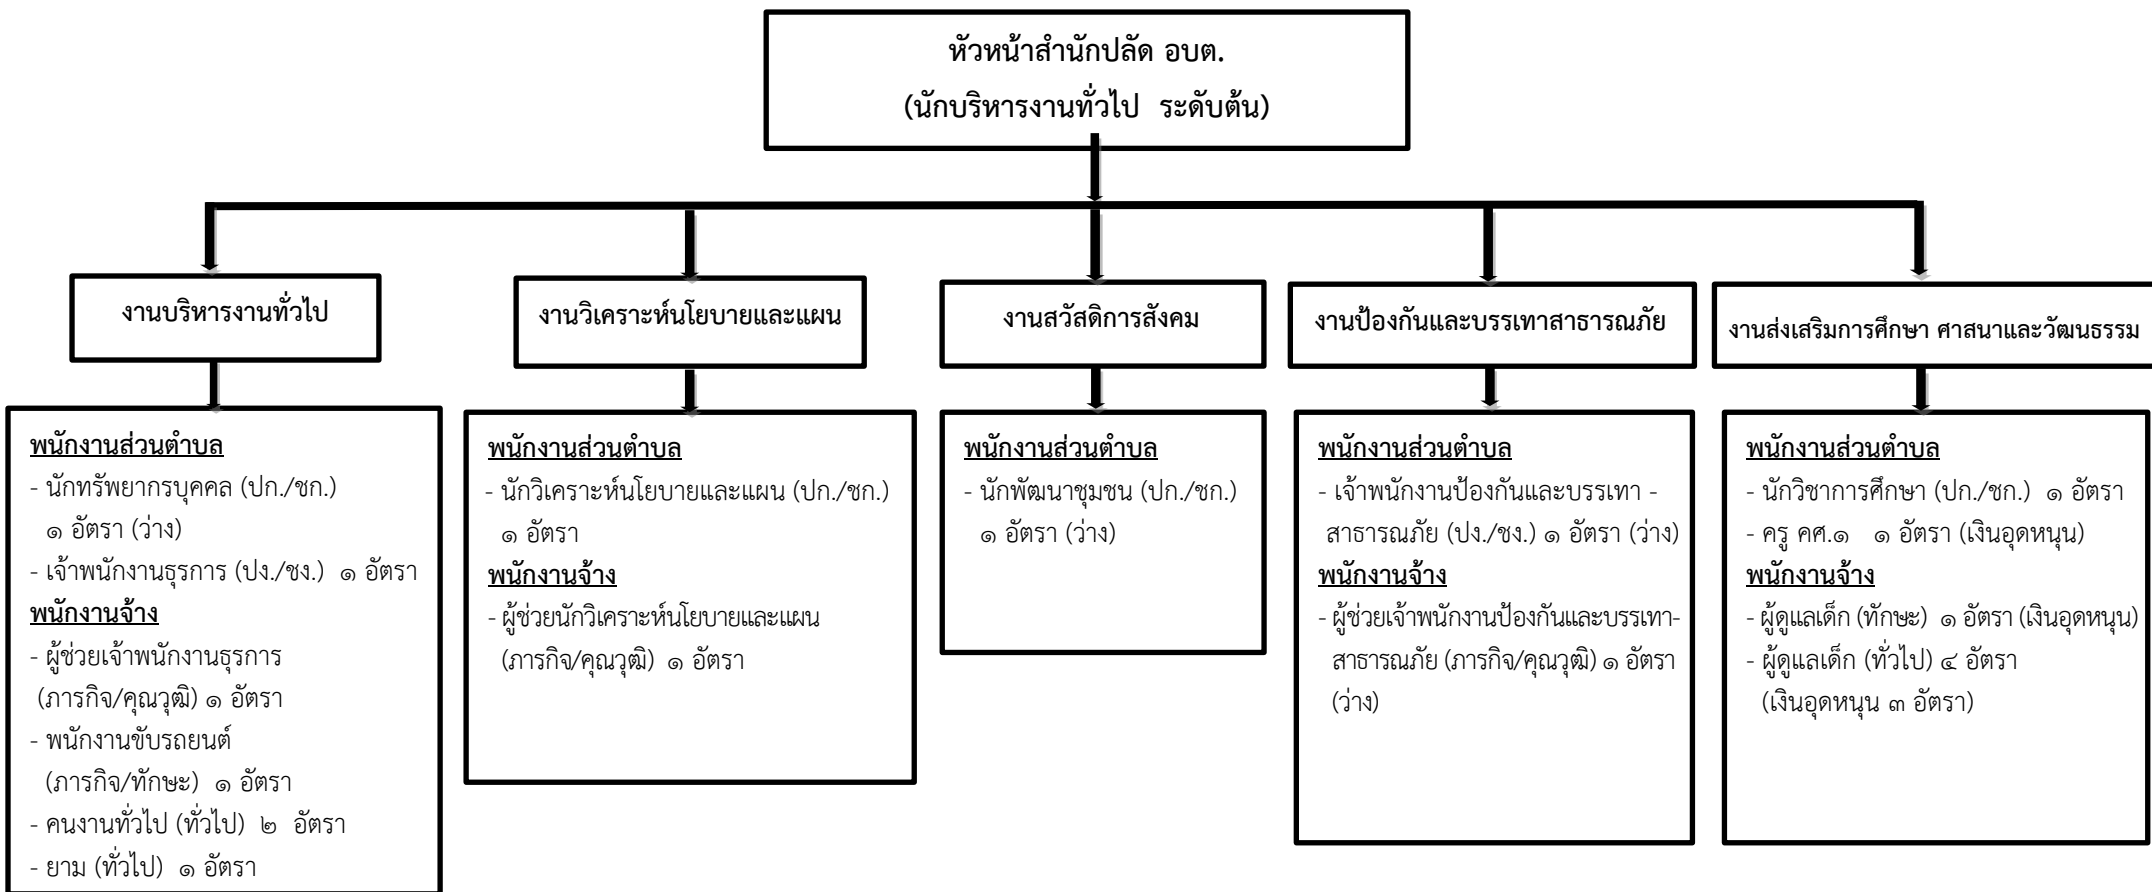 หัวหน้าสำนักปลัด อบต.
(นักบริหารงานทั่วไป ระดับต้น)
งานบริหารงานทั่วไป
งานวิเคราะห์นโยบายและแผน
งานสวัสดิการสังคม
งานป้องกันและบรรเทาสาธารณภัย
งานส่งเสริมการศึกษา ศาสนาและวัฒนธรรม
พนักงานส่วนตำบล
- นักทรัพยากรบุคคล (ปก./ชก.)
๑ อัตรา (ว่าง)
- เจ้าพนักงานธุรการ (ปง./ชง.) ๑ อัตรา
พนักงานจ้าง
- ผู้ช่วยเจ้าพนักงานธุรการ
(ภารกิจ/คุณวุฒิ) ๑ อัตรา
- พนักงานขับรถยนต์
(ภารกิจ/ทักษะ) ๑ อัตรา
- คนงานทั่วไป (ทั่วไป) ๒ อัตรา
- ยาม (ทั่วไป) ๑ อัตรา
พนักงานส่วนตำบล
- นักวิเคราะห์นโยบายและแผน (ปก./ชก.)
๑ อัตรา
พนักงานจ้าง
- ผู้ช่วยนักวิเคราะห์นโยบายและแผน
(ภารกิจ/คุณวุฒิ) ๑ อัตรา
พนักงานส่วนตำบล
- นักพัฒนาชุมชน (ปก./ชก.)
๑ อัตรา (ว่าง)
พนักงานส่วนตำบล
- เจ้าพนักงานป้องกันและบรรเทา -
สาธารณภัย (ปง./ชง.) ๑ อัตรา (ว่าง)
พนักงานจ้าง
- ผู้ช่วยเจ้าพนักงานป้องกันและบรรเทา-
สาธารณภัย (ภารกิจ/คุณวุฒิ) ๑ อัตรา
(ว่าง)
พนักงานส่วนตำบล
- นักวิชาการศึกษา (ปก./ชก.) ๑ อัตรา
- ครู คศ.๑ ๑ อัตรา (เงินอุดหนุน)
พนักงานจ้าง
- ผู้ดูแลเด็ก (ทักษะ) ๑ อัตรา (เงินอุดหนุน)
- ผู้ดูแลเด็ก (ทั่วไป) ๔ อัตรา
(เงินอุดหนุน ๓ อัตรา)